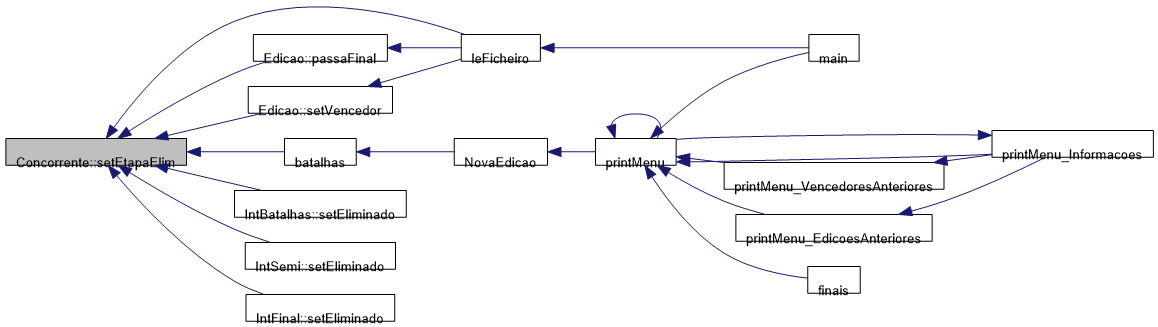 Edicao::passaFinal
leFicheiro
main
Edicao::setVencedor
Concorrente::setEtapaElim
batalhas
NovaEdicao
printMenu
printMenu_Informacoes
printMenu_VencedoresAnteriores
IntBatalhas::setEliminado
printMenu_EdicoesAnteriores
IntSemi::setEliminado
finais
IntFinal::setEliminado